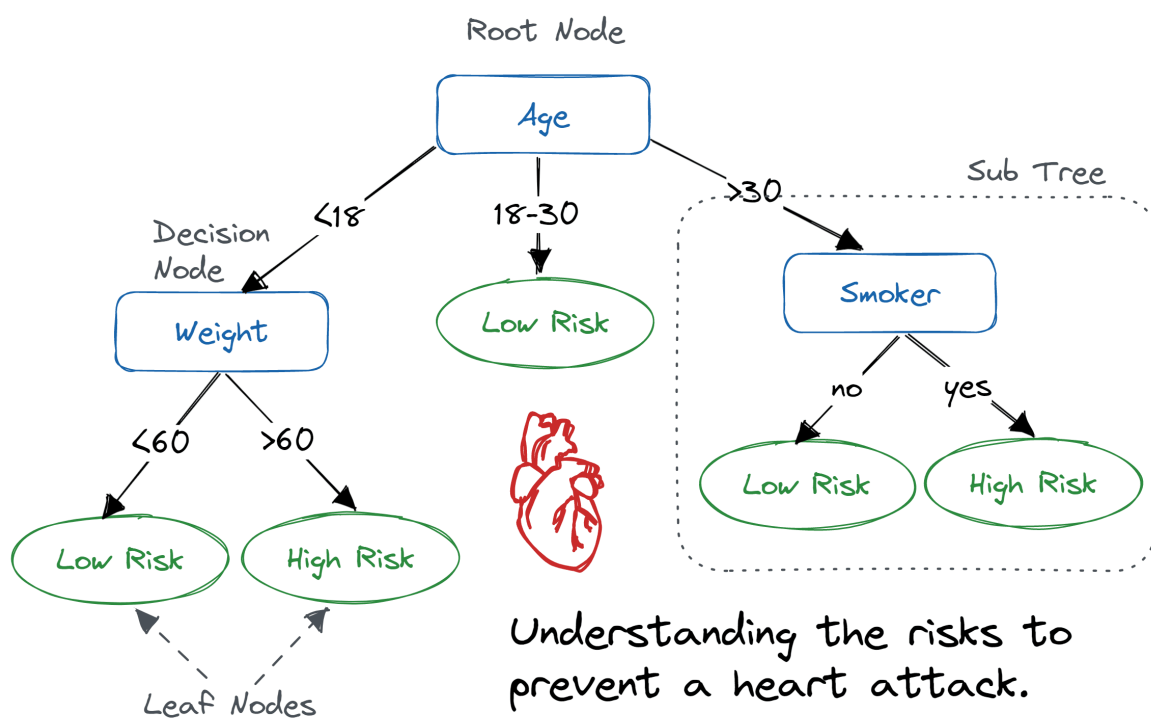 Root Node
Age
Sub Tree
>30
<18
18-30
Decision
Node
Smoker
Low Risk
Weight
no
yes
<60
>60
Low Risk
High Risk
Low Risk
High Risk
Understanding the risks to
prevent a heart attack.
Leaf Nodes